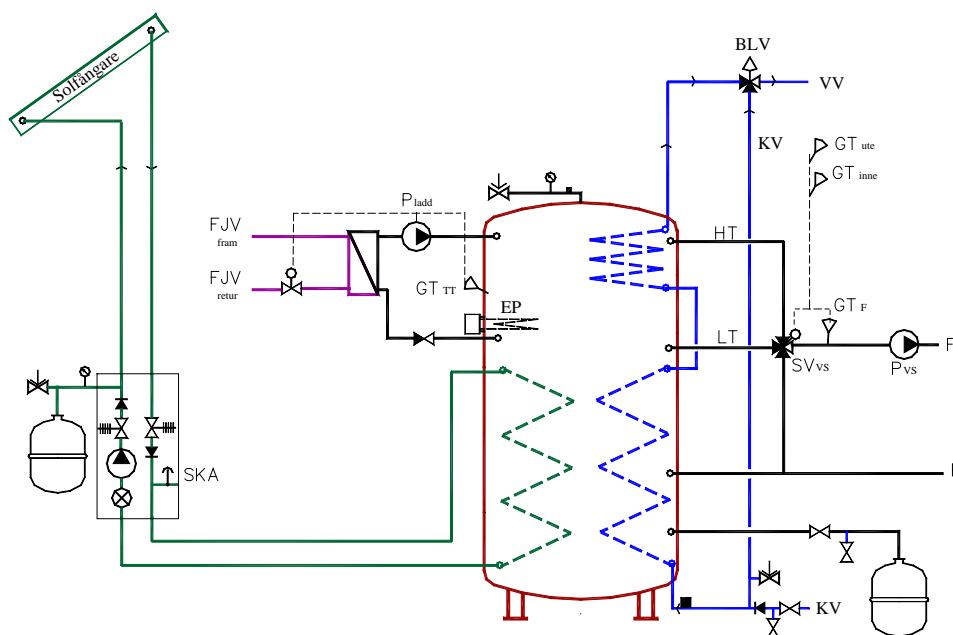 Solfångare
BLV
VV
KV
GT ute
GT inne
P ladd
FJV
fram
HT
FJV
retur
GT TT
EP
GT F
LT
SV VS
P VS
F
SKA
KV